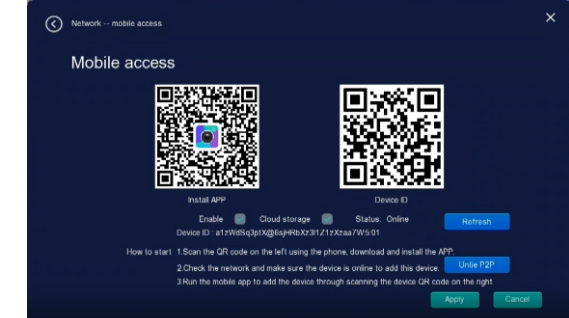 Network -- mobile access
Mobile access
Install APP
Device ID
Enable Cloud storage Status: Online Refresh
Device ID :
How to start 1.Scan the QR code on the left using the phone, download and install the APP.
2.Check the network and make sure the device is online to add this device. Untie P2P
3.Run the mobile app to add the device through scanning the device QR code on the right.
Apply Cancel